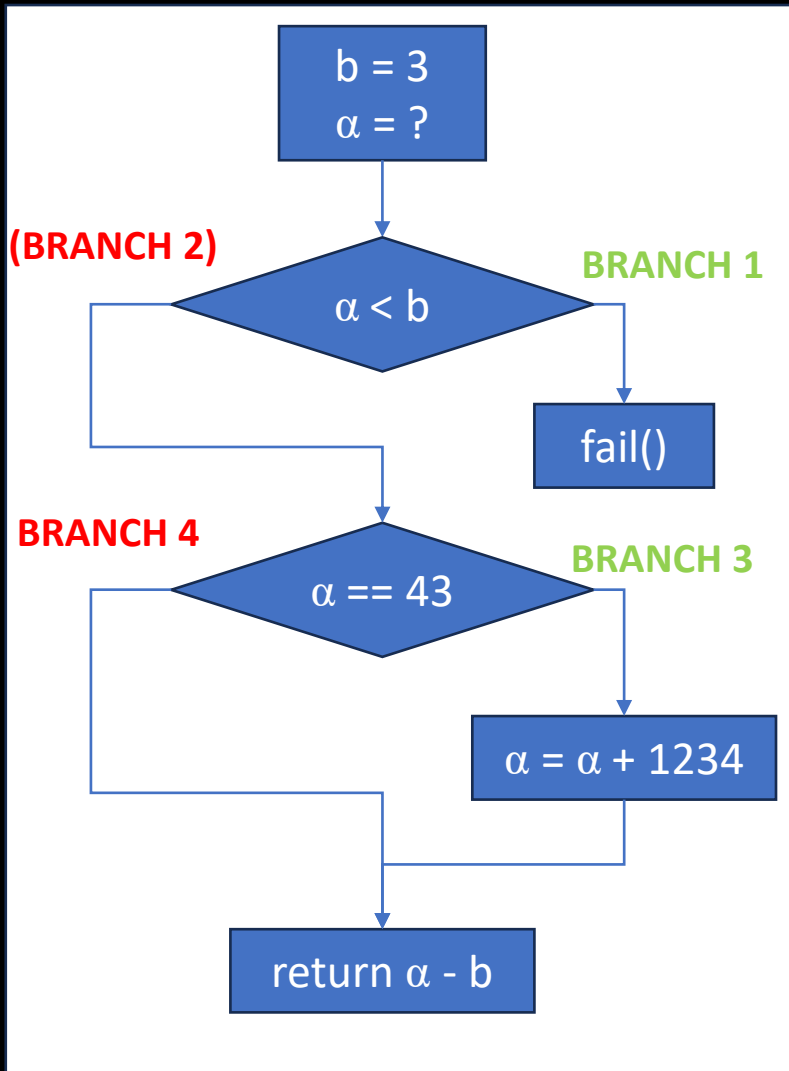 b = 3
α = ?
(BRANCH 2)
BRANCH 1
α < b
fail()
BRANCH 4
BRANCH 3
α == 43
α = α + 1234
return α - b